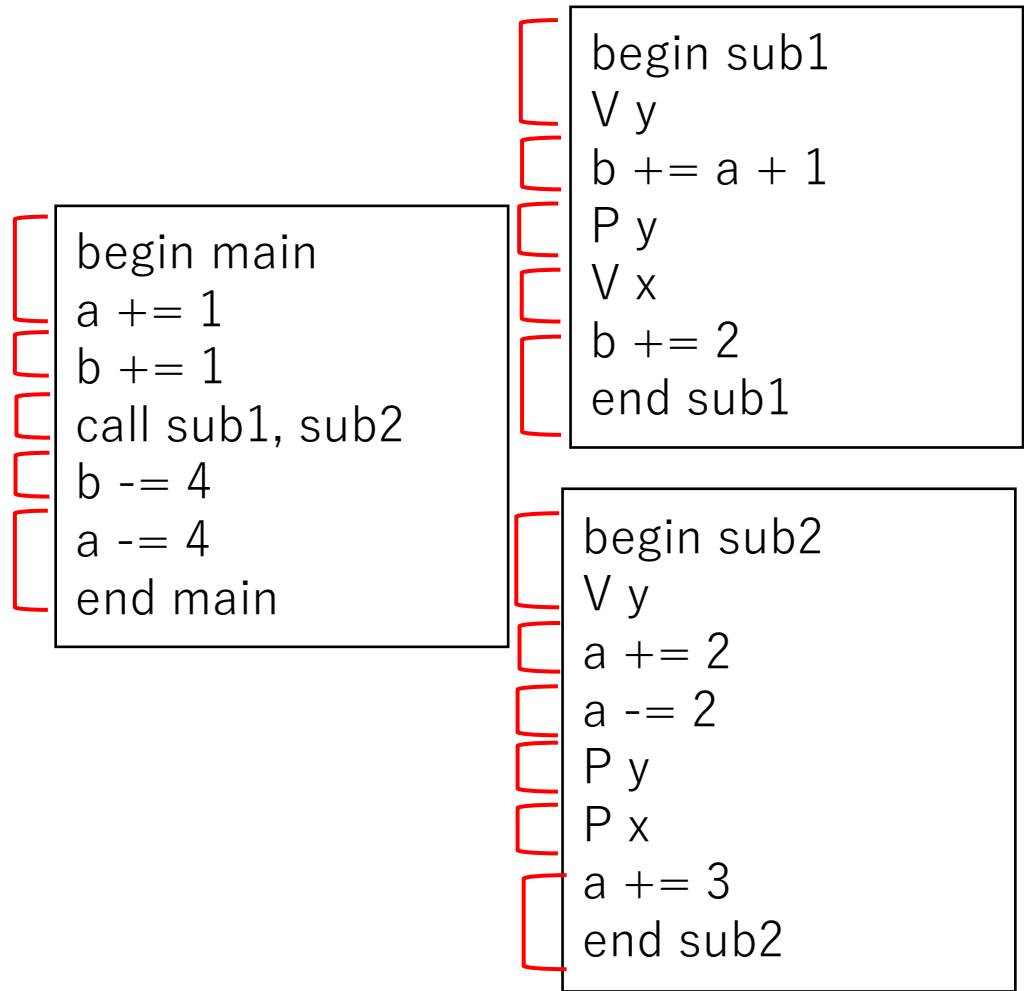 begin main
a += 1
b += 1
call sub1, sub2
b -= 4
a -= 4
end main
begin sub1
V y
b += a + 1
P y
V x
b += 2
end sub1
begin sub2
V y
a += 2
a -= 2
P y
P x
a += 3
end sub2